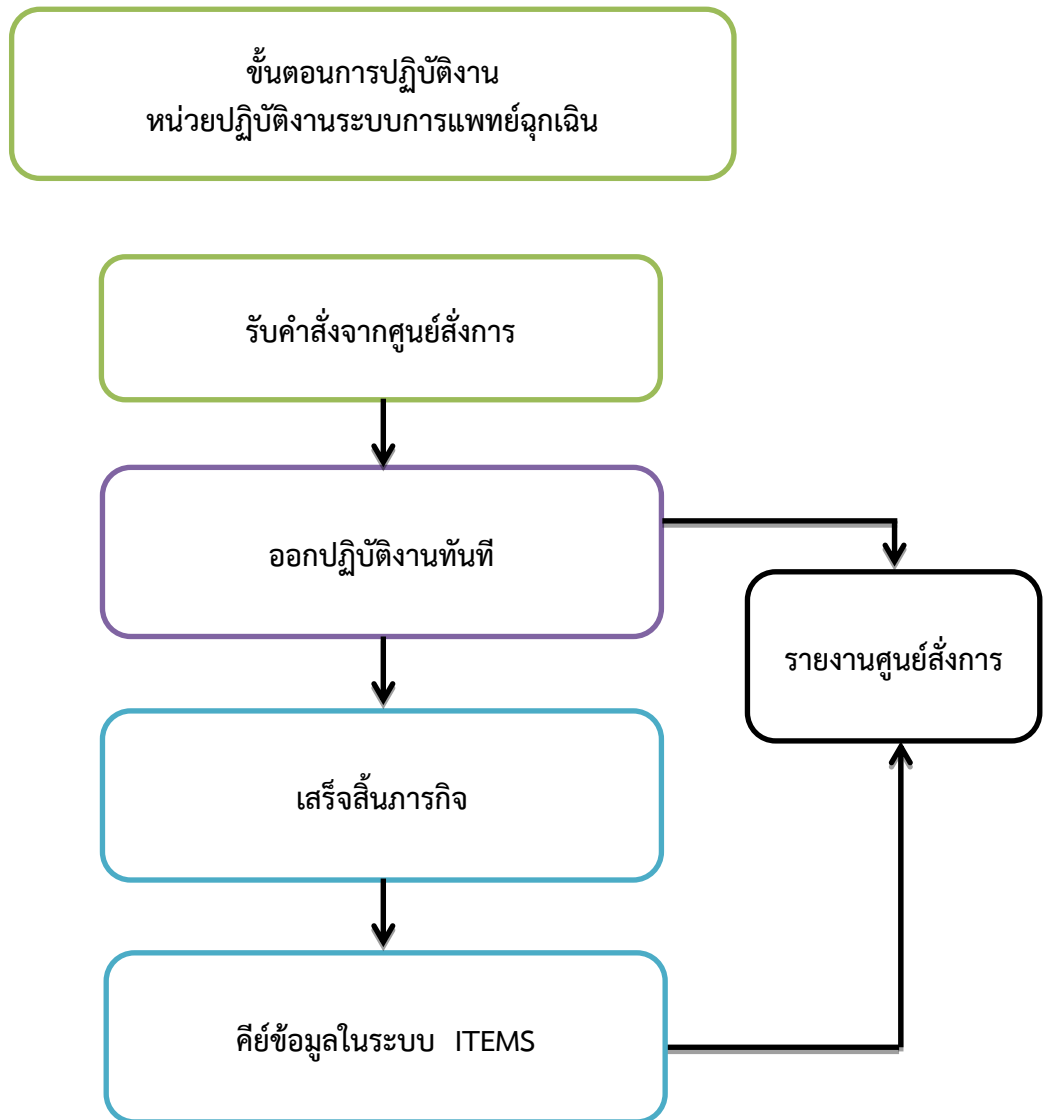 ขั้นตอนการปฏิบัติงาน
หน่วยปฏิบัติงานระบบการแพทย์ฉุกเฉิน
รับคำสั่งจากศูนย์สั่งการ
ออกปฏิบัติงานทันที
รายงานศูนย์สั่งการ
เสร็จสิ้นภารกิจ
คีย์ข้อมูลในระบบ ITEMS